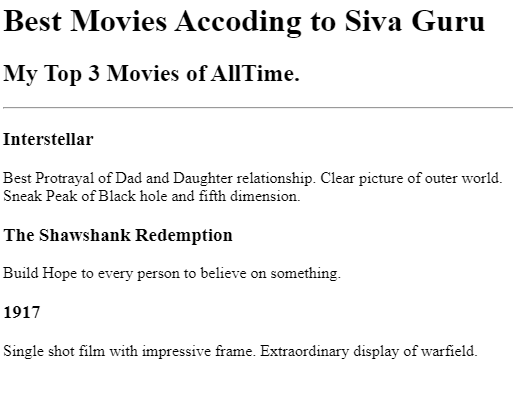 Best Movies Accoding to Siva Guru
My Top 3 Movies of AllTime.
Interstellar
Best Protrayal of Dad and Daughter relationship. Clear picture of outer world.
Sneak Peak of Black hole and fifth dimension.
The Shawshank Redemption
Build Hope to every person to believe on something.
1917
Single shot film with impressive frame. Extraordinary display of warfield.